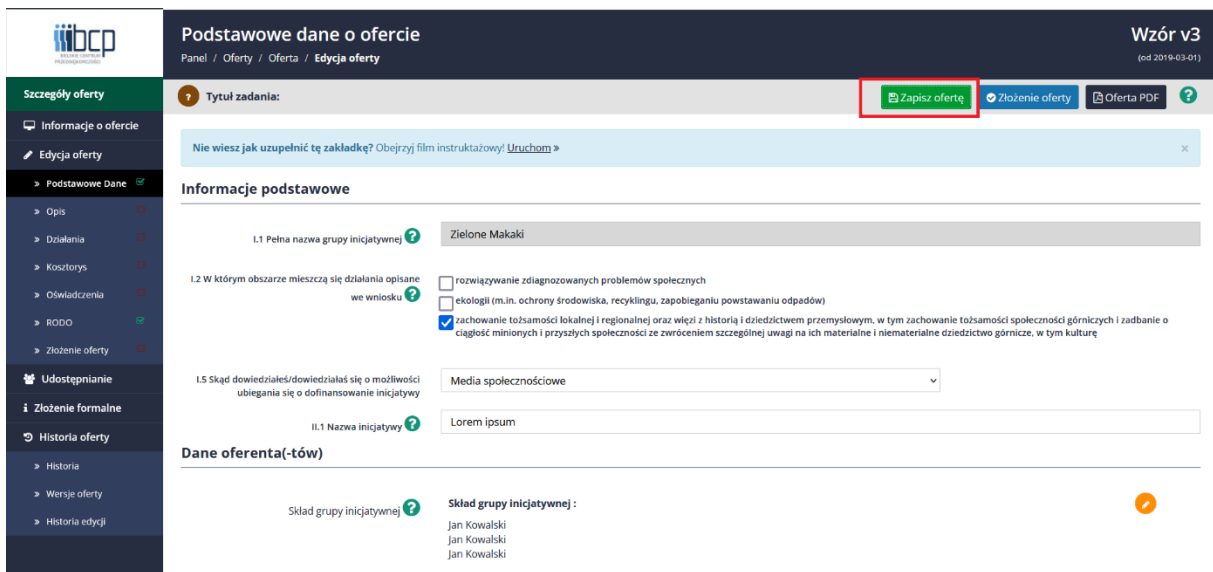 bcp
BIELSKIE CENTRUM
PRZEDSIĘBIORCZOŚCI
Podstawowe dane o ofercie
Panel / Oferty / Oferta / Edycja oferty
Wzór v3
(od 2019-03-01)
Szczegóły oferty
Informacje o ofercie
Edycja oferty
» Podstawowe Dane
» Opis
» Działania
» Kosztorys
» Oświadczenia
» RODO
» Złożenie oferty
Udostępnianie
Złożenie formalne
Historia oferty
» Historia
» Wersje oferty
» Historia edycji
? Tytuł zadania:
Zapisz ofertę
Złożenie oferty
Oferta PDF
?
Nie wiesz jak uzupełnić tę zakładkę? Obejrzyj film instruktażowy! Uruchom »
×
Informacje podstawowe
I.1 Pełna nazwa grupy inicjatywnej ?
Zielone Makaki
I.2 W którym obszarze mieszczą się działania opisane
we wniosku ?
rozwiązywanie zdiagnozowanych problemów społecznych
ekologii (m.in. ochrony środowiska, recyklingu, zapobieganiu powstawaniu odpadów)
zachowanie tożsamości lokalnej i regionalnej oraz więzi z historią i dziedzictwem przemysłowym, w tym zachowanie tożsamości społeczności górniczych i zadbanie o
ciągłość minionych i przyszłych społeczności ze zwróceniem szczególnej uwagi na ich materialne i niematerialne dziedzictwo górnicze, w tym kulturę
I.5 Skąd dowiedziałeś/dowiedziałaś się o możliwości
ubiegania się o dofinansowanie inicjatywy
Media społecznościowe
II.1 Nazwa inicjatywy ?
Lorem ipsum
Dane oferenta(-tów)
Skład grupy inicjatywnej ?
Skład grupy inicjatywnej :
Jan Kowalski
Jan Kowalski
Jan Kowalski